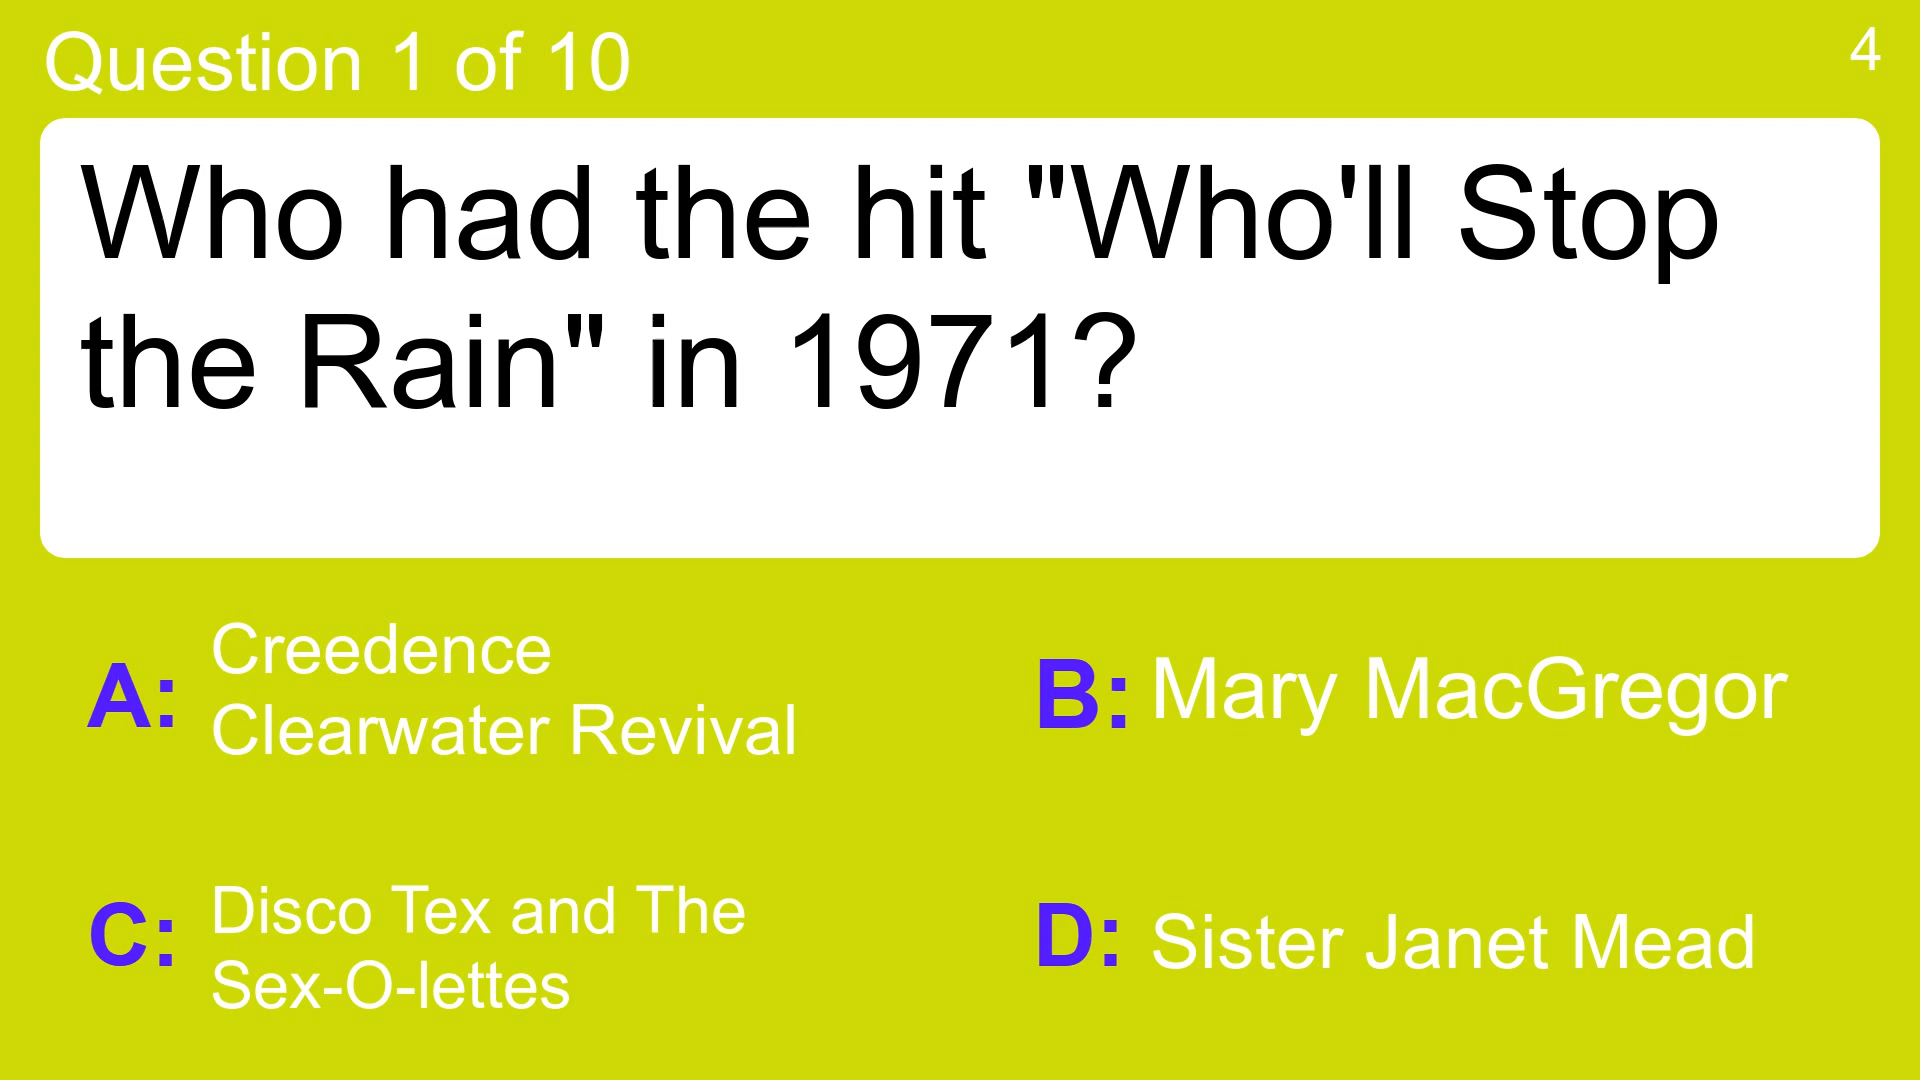 Question 1 of 10
4
Who had the hit "Who'll Stop
the Rain" in 1971?
A:
Creedence
Clearwater Revival
B: Mary MacGregor
C:
Disco Tex and The
Sex-O-lettes
D: Sister Janet Mead